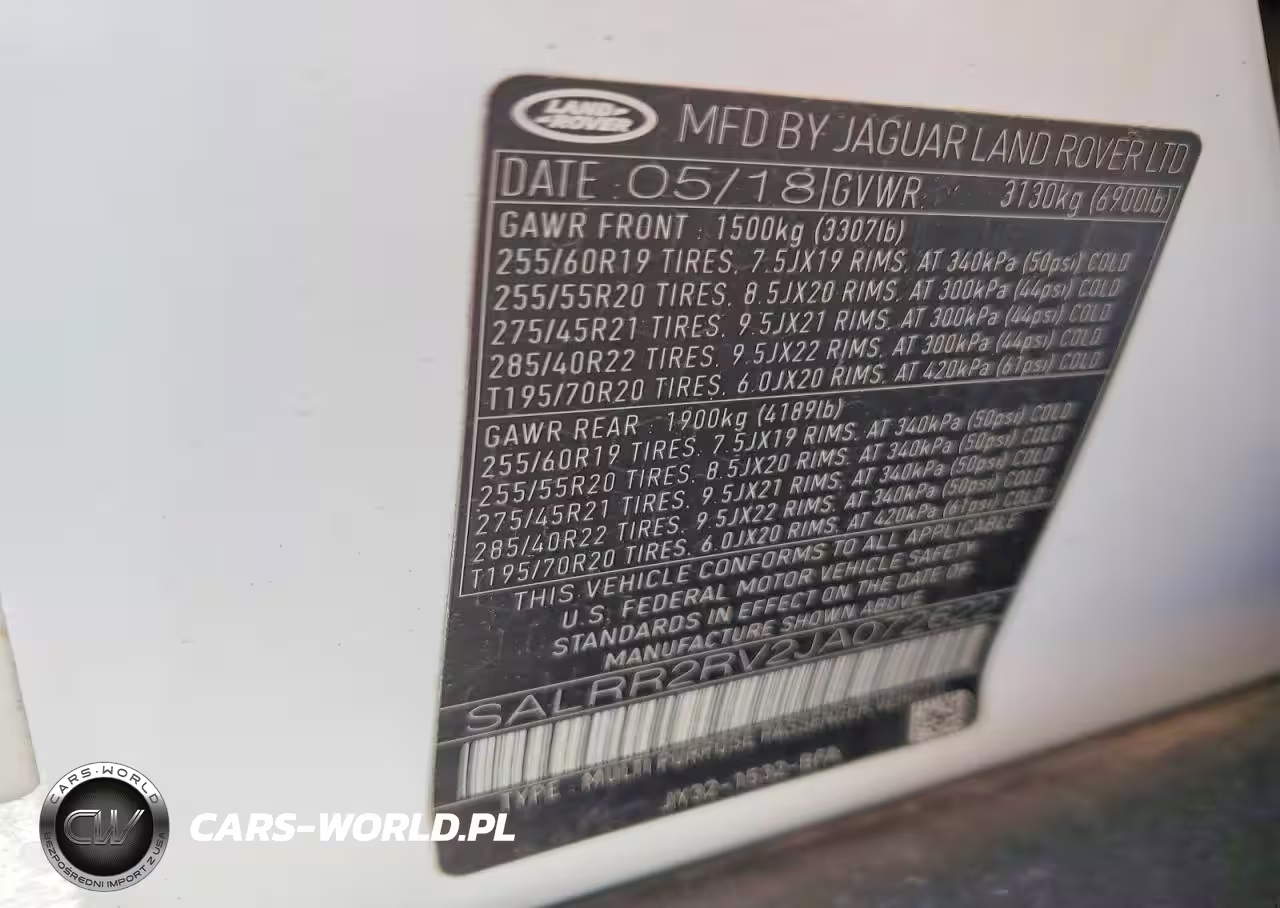 LAND ROVER MFD BY JAGUAR LAND ROVER LTD
DATE : 05/18 GVWR : 3130kg (6900lb)
GAWR FRONT : 1500kg (3307lb)
255/60R19 TIRES, 7.5JX19 RIMS, AT 340kPa (50psi) COLD
255/55R20 TIRES, 8.5JX20 RIMS, AT 300kPa (44psi) COLD
275/45R21 TIRES, 9.5JX21 RIMS, AT 300kPa (44psi) COLD
285/40R22 TIRES, 9.5JX22 RIMS, AT 300kPa (44psi) COLD
T195/70R20 TIRES, 6.0JX20 RIMS, AT 420kPa (61psi) COLD
GAWR REAR : 1900kg (4189lb)
255/60R19 TIRES, 7.5JX19 RIMS, AT 340kPa (50psi) COLD
255/55R20 TIRES, 8.5JX20 RIMS, AT 340kPa (50psi) COLD
275/45R21 TIRES, 9.5JX21 RIMS, AT 340kPa (50psi) COLD
285/40R22 TIRES, 9.5JX22 RIMS, AT 340kPa (50psi) COLD
T195/70R20 TIRES, 6.0JX20 RIMS, AT 420kPa (61psi) COLD
THIS VEHICLE CONFORMS TO ALL APPLICABLE
U.S. FEDERAL MOTOR VEHICLE SAFETY
STANDARDS IN EFFECT ON THE DATE OF
MANUFACTURE SHOWN ABOVE
TYPE : MULTI PURPOSE PASSENGER
CARS-WORLD
CW
BEZPOŚREDNI IMPORT Z USA
CARS-WORLD.PL